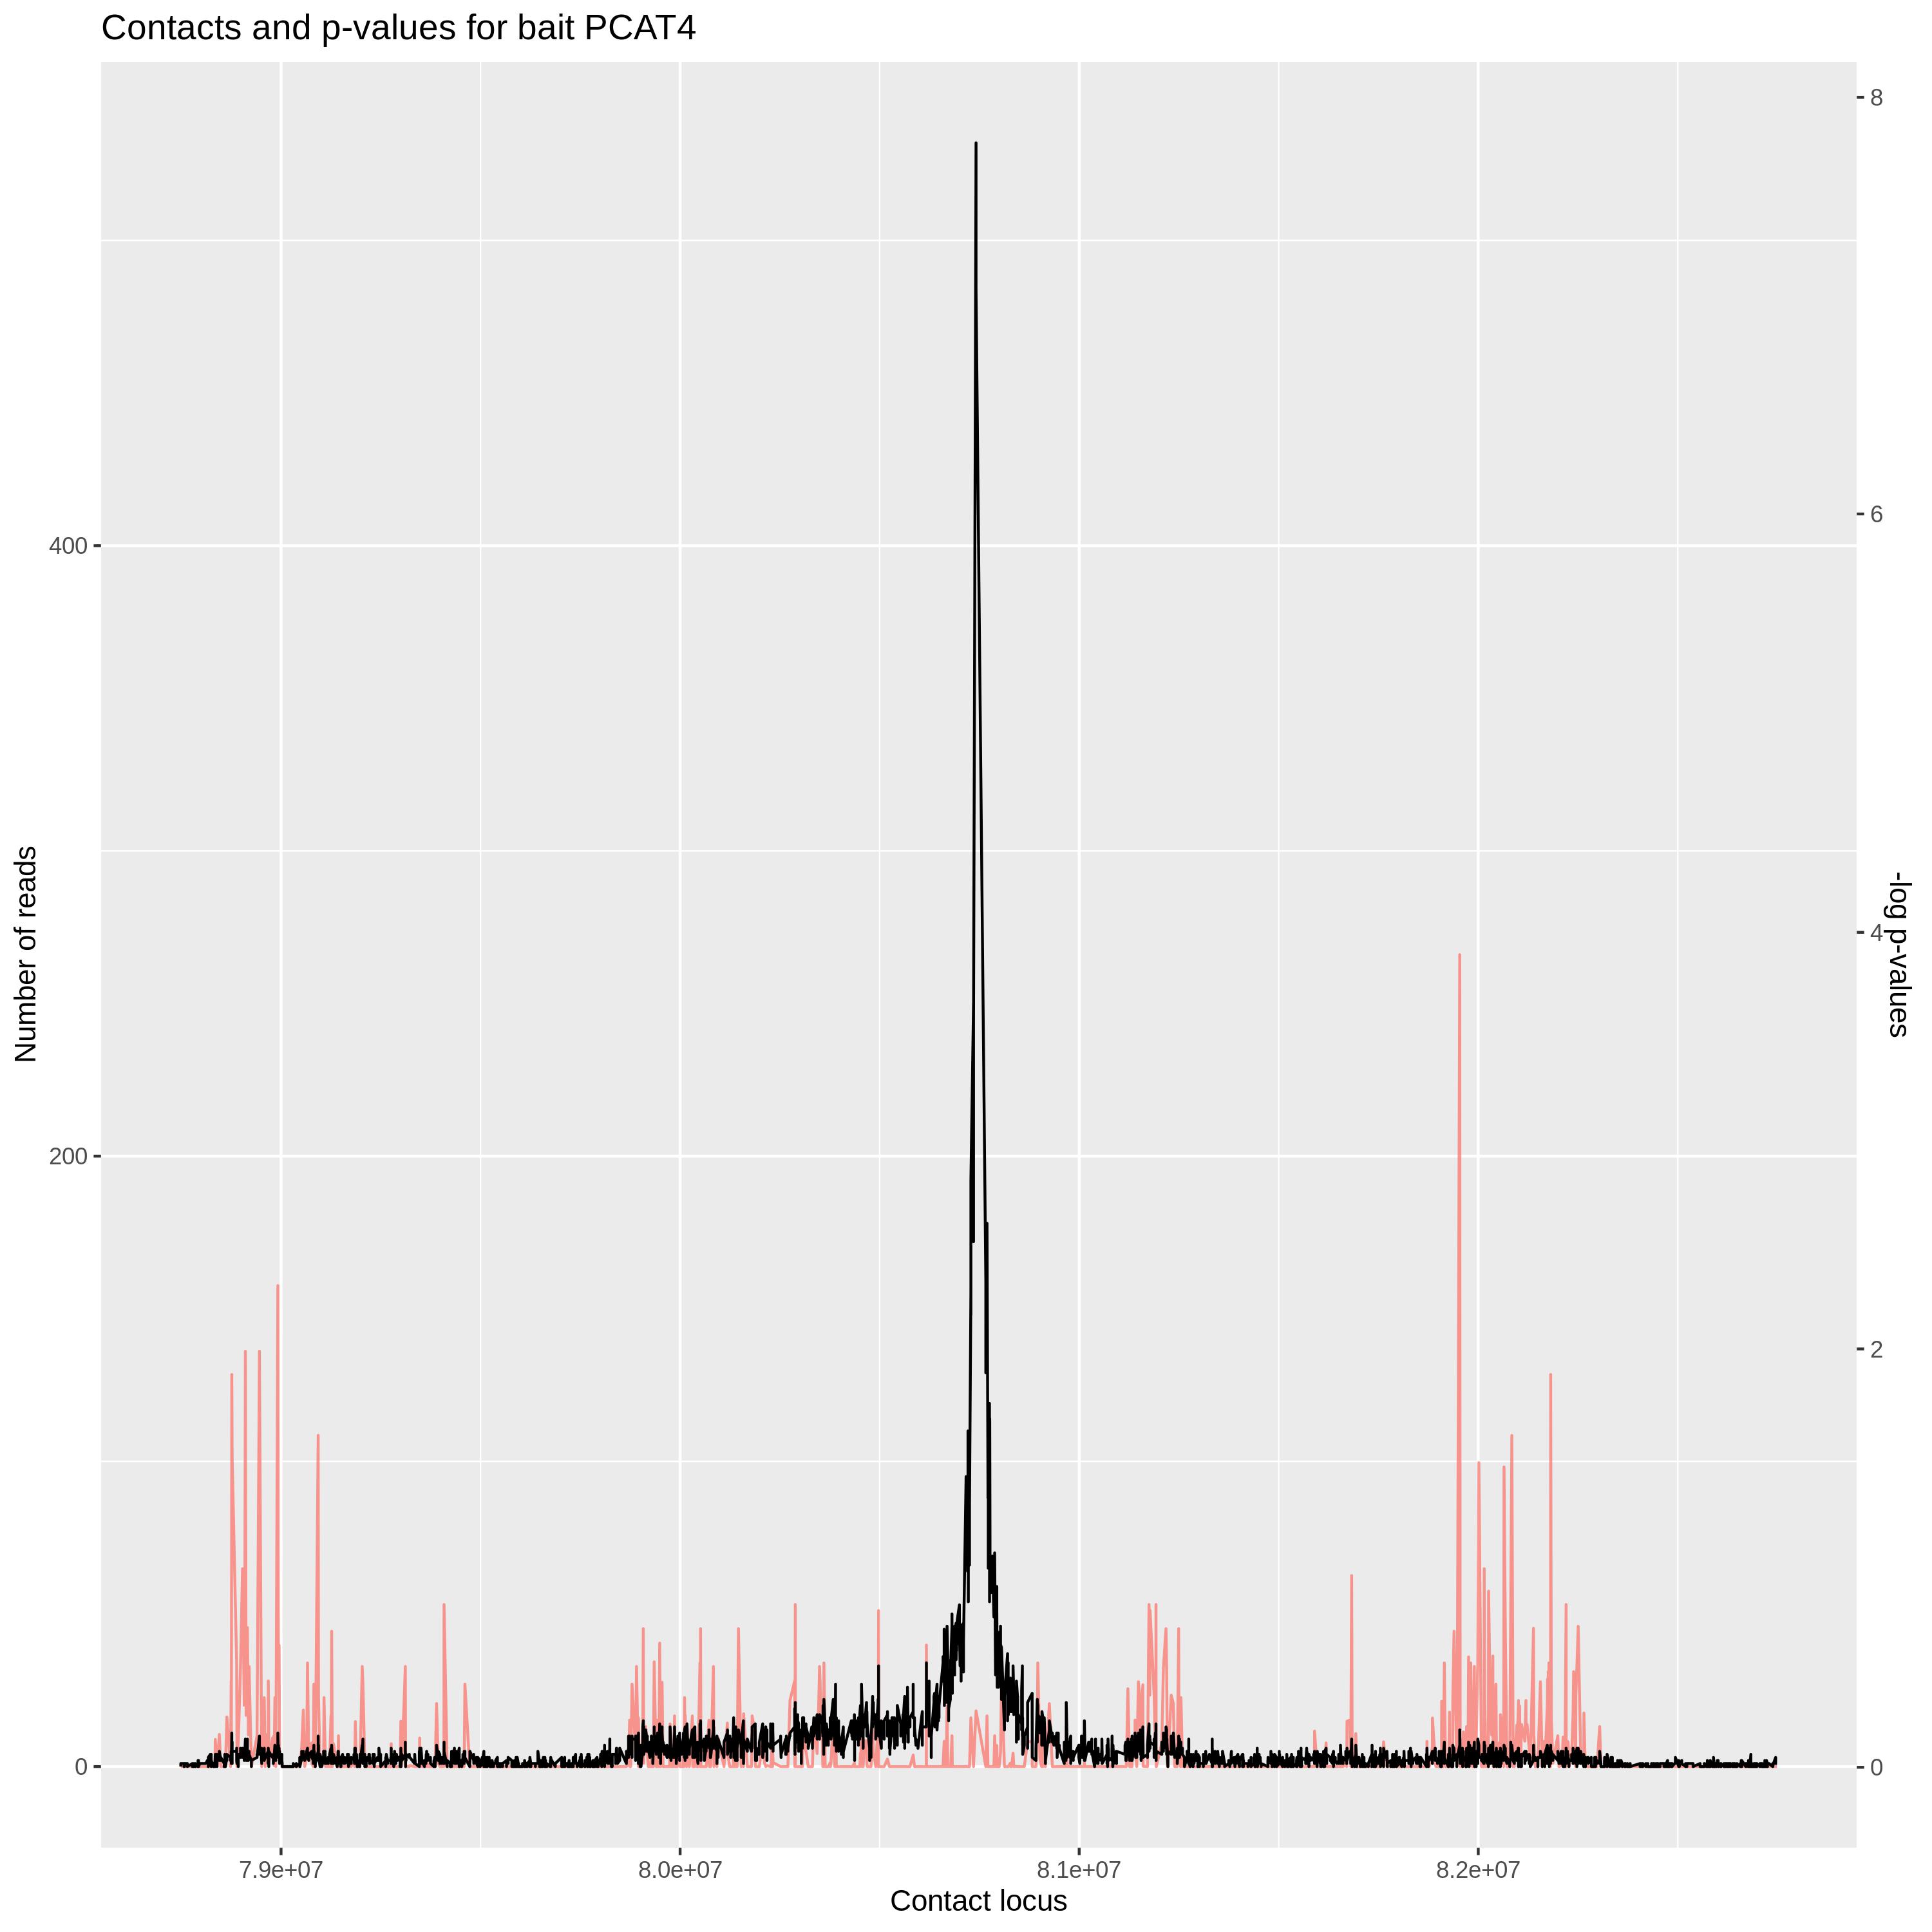 Contacts and p-values for bait PCAT4
8
400
6
Number of reads
-log p-values
4
200
2
0
0
7.9e+07
8.0e+07
8.1e+07
8.2e+07
Contact locus